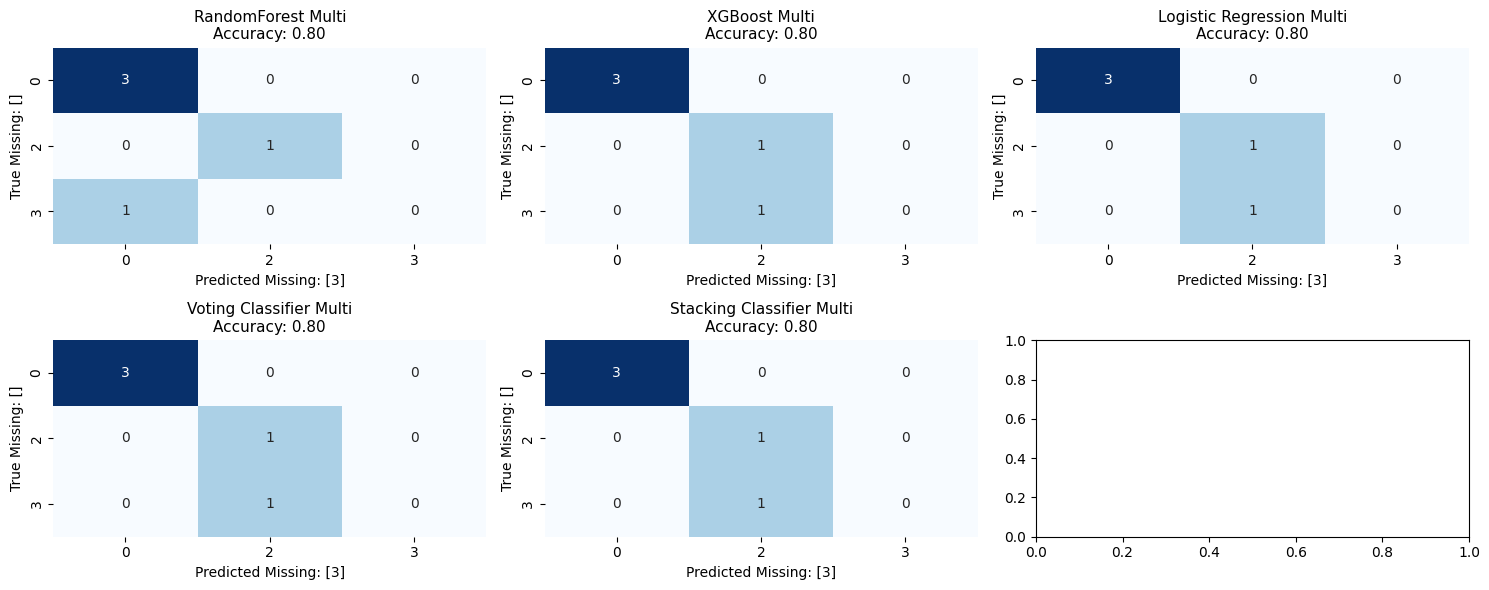 RandomForest Multi
Accuracy: 0.80
True Missing: []
0
2
3
3 0 0
0 1 0
1 0 0
0 2 3
Predicted Missing: [3]
XGBoost Multi
Accuracy: 0.80
True Missing: []
0
2
3
3 0 0
0 1 0
0 1 0
0 2 3
Predicted Missing: [3]
Logistic Regression Multi
Accuracy: 0.80
True Missing: []
0
2
3
3 0 0
0 1 0
0 1 0
0 2 3
Predicted Missing: [3]
Voting Classifier Multi
Accuracy: 0.80
True Missing: []
0
2
3
3 0 0
0 1 0
0 1 0
0 2 3
Predicted Missing: [3]
Stacking Classifier Multi
Accuracy: 0.80
True Missing: []
0
2
3
3 0 0
0 1 0
0 1 0
0 2 3
Predicted Missing: [3]
1.0
0.8
0.6
0.4
0.2
0.0
0.0 0.2 0.4 0.6 0.8 1.0